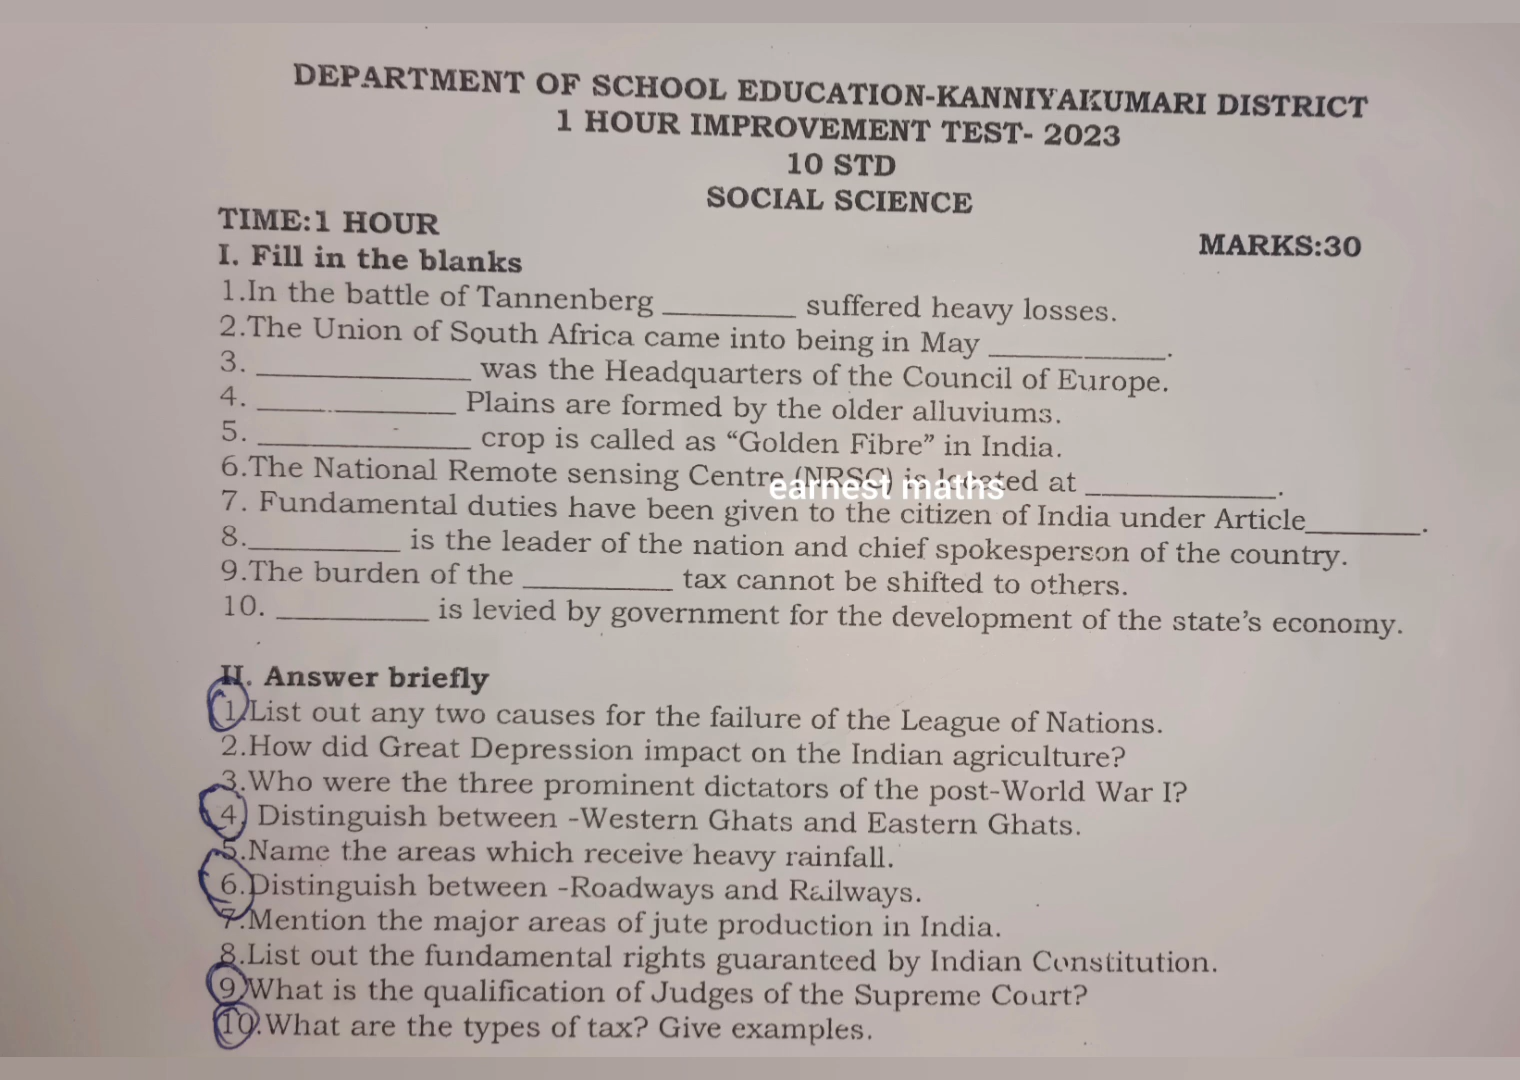 DEPARTMENT OF SCHOOL EDUCATION-KANNIYAKUMARI DISTRICT
1 HOUR IMPROVEMENT TEST- 2023
10 STD
SOCIAL SCIENCE
TIME:1 HOUR
MARKS:30
I. Fill in the blanks
1.In the battle of Tannenberg ________ suffered heavy losses.
2.The Union of South Africa came into being in May ___________.
3. _____________ was the Headquarters of the Council of Europe.
4. ____________ Plains are formed by the older alluviums.
5. _____________ crop is called as “Golden Fibre” in India.
6.The National Remote sensing Centre (NRSC) is located at ____________.
earnest maths
7. Fundamental duties have been given to the citizen of India under Article_______.
8._________ is the leader of the nation and chief spokesperson of the country.
9.The burden of the _________ tax cannot be shifted to others.
10. _________ is levied by government for the development of the state’s economy.
II. Answer briefly
1.List out any two causes for the failure of the League of Nations.
2.How did Great Depression impact on the Indian agriculture?
3.Who were the three prominent dictators of the post-World War I?
4. Distinguish between -Western Ghats and Eastern Ghats.
5.Name the areas which receive heavy rainfall.
6.Distinguish between -Roadways and Railways.
7.Mention the major areas of jute production in India.
8.List out the fundamental rights guaranteed by Indian Constitution.
9.What is the qualification of Judges of the Supreme Court?
10.What are the types of tax? Give examples.